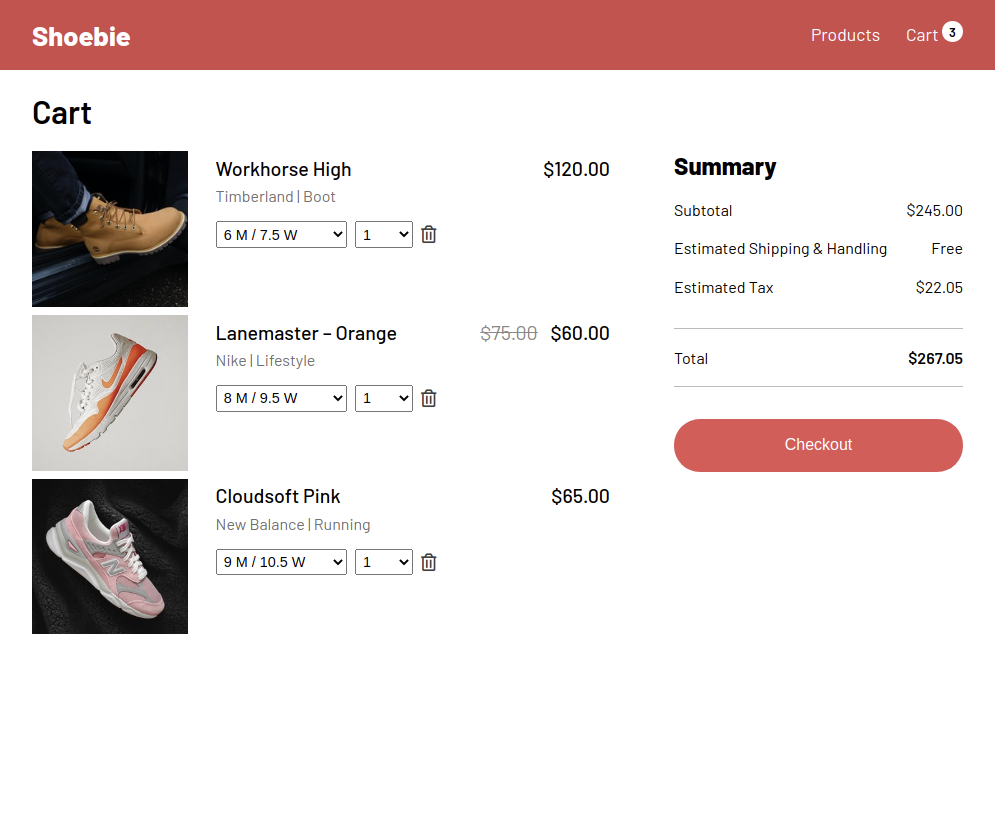 Shoebie
Products
Cart 3
Cart
Workhorse High $120.00
Timberland | Boot
6 M / 7.5 W 1
Lanemaster – Orange $75.00 $60.00
Nike | Lifestyle
8 M / 9.5 W 1
Cloudsoft Pink $65.00
New Balance | Running
9 M / 10.5 W 1
Summary
Subtotal $245.00
Estimated Shipping & Handling Free
Estimated Tax $22.05
Total $267.05
Checkout